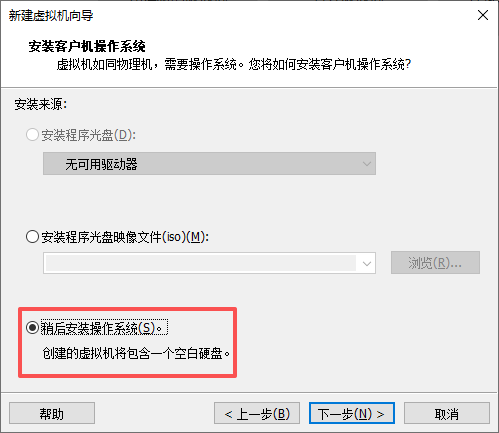 新建虚拟机向导
安装客户机操作系统
虚拟机如同物理机，需要操作系统。您将如何安装客户机操作系统?
安装来源:
安装程序光盘(D):
无可用驱动器
安装程序光盘映像文件(iso)(M):
浏览(R)...
稍后安装操作系统(S)。
创建的虚拟机将包含一个空白硬盘。
帮助
< 上一步(B)
下一步(N) >
取消